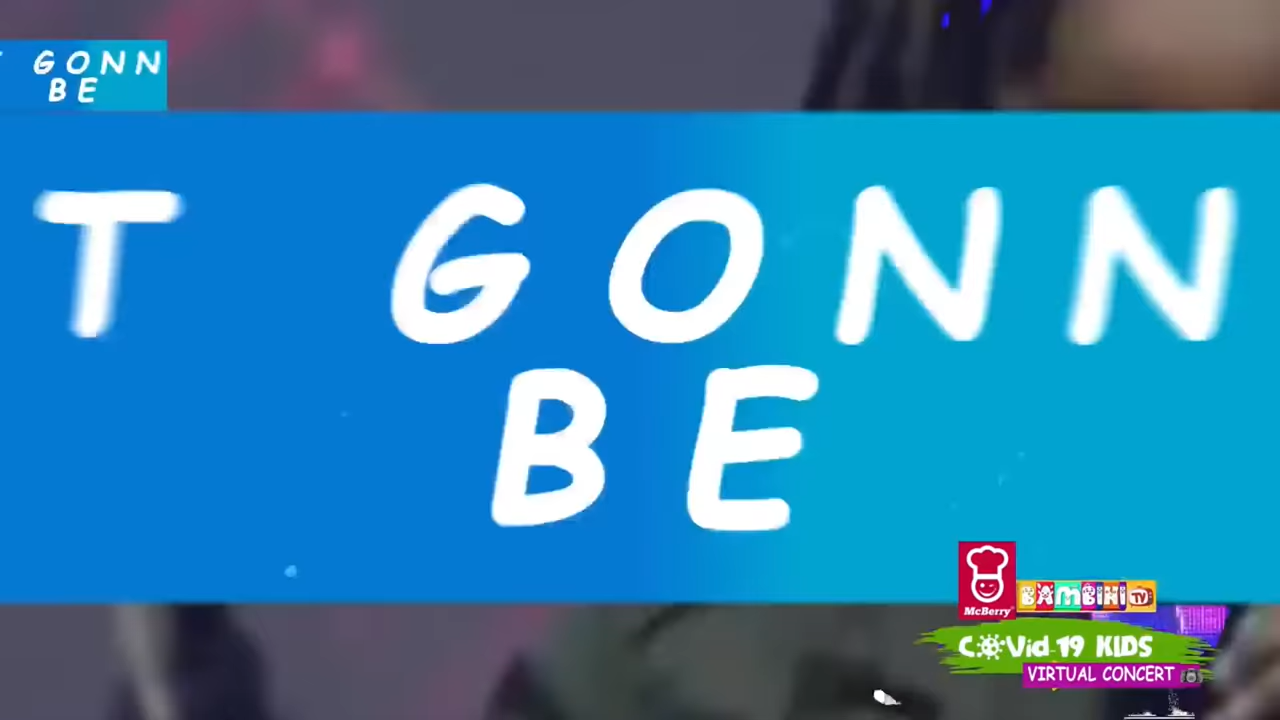 GONN
BE
T GONN
BE
McBerry
BAMBINI TV
COVid-19 KIDS
VIRTUAL CONCERT